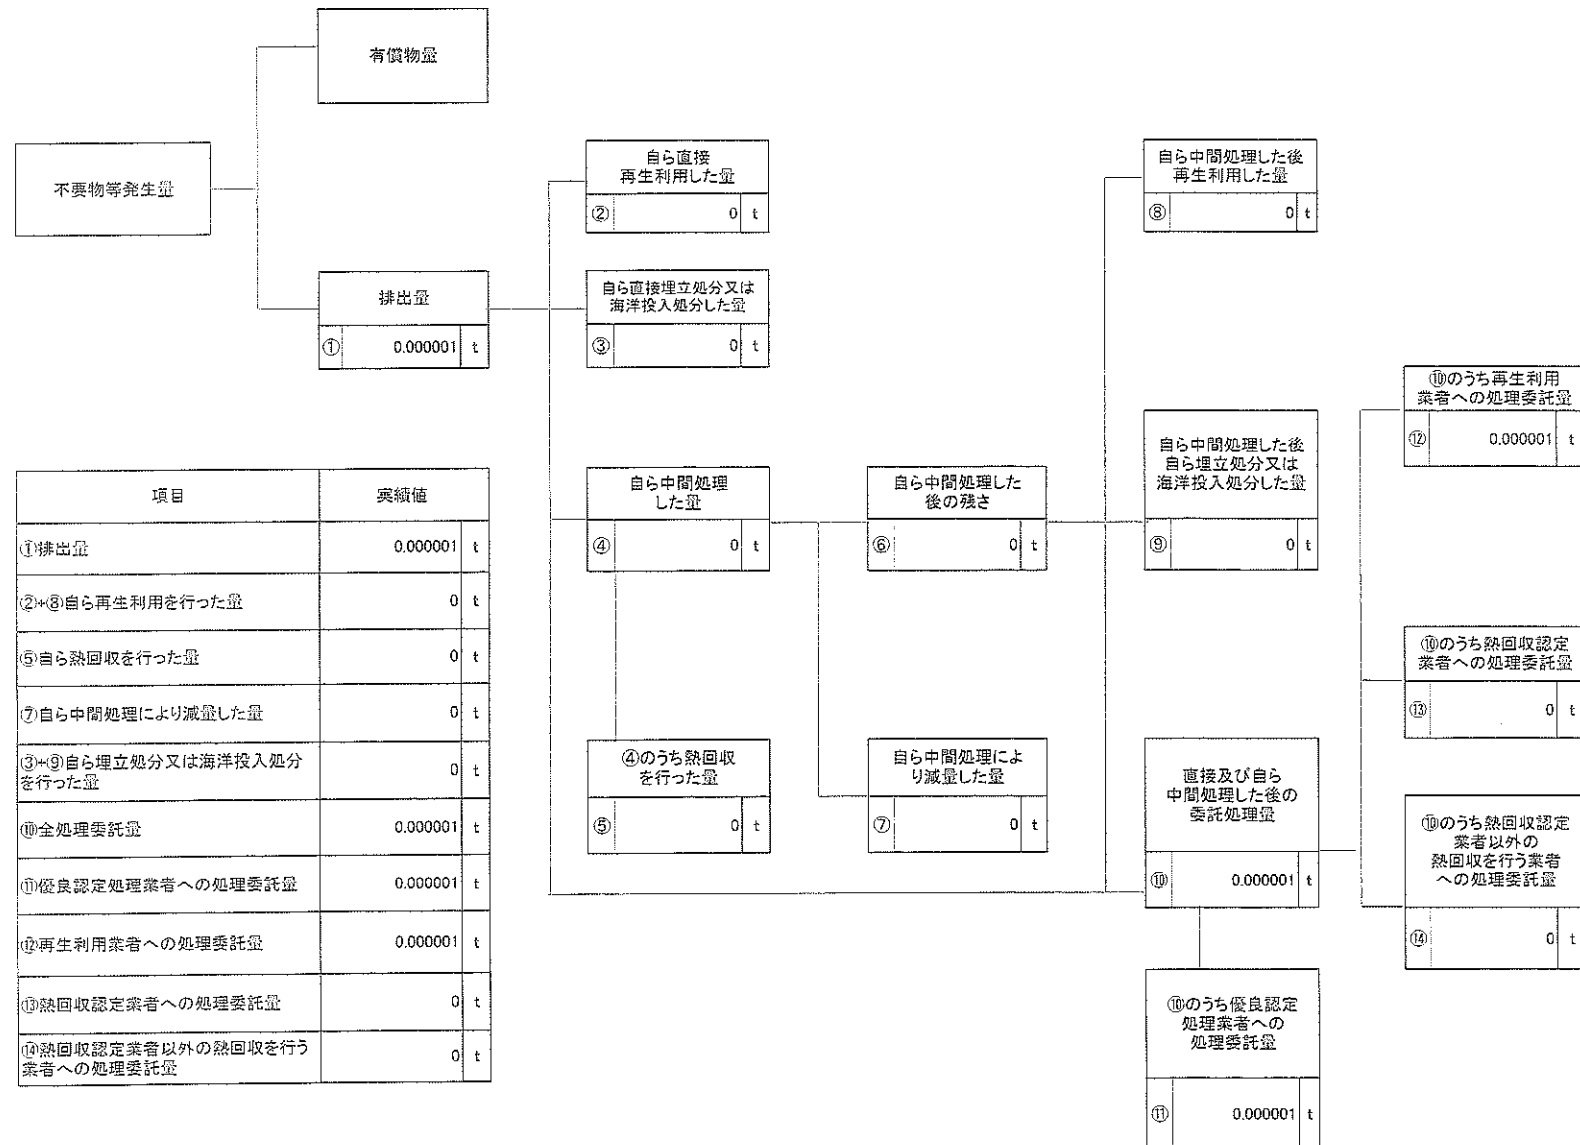 有償物量
不要物等発生量
排出量
① 0.000001 t
自ら直接
再生利用した量
② 0 t
自ら直接埋立処分又は
海洋投入処分した量
③ 0 t
自ら中間処理
した量
④ 0 t
④のうち熱回収
を行った量
⑤ 0 t
自ら中間処理した
後の残さ
⑥ 0 t
自ら中間処理によ
り減量した量
⑦ 0 t
自ら中間処理した後
再生利用した量
⑧ 0 t
自ら中間処理した後
自ら埋立処分又は
海洋投入処分した量
⑨ 0 t
直接及び自ら
中間処理した後の
委託処理量
⑩ 0.000001 t
⑩のうち優良認定
処理業者への
処理委託量
⑪ 0.000001 t
⑩のうち再生利用
業者への処理委託量
⑫ 0.000001 t
⑩のうち熱回収認定
業者への処理委託量
⑬ 0 t
⑩のうち熱回収認定
業者以外の
熱回収を行う業者
への処理委託量
⑭ 0 t
項目 実績値
①排出量 0.000001 t
②+⑧自ら再生利用を行った量 0 t
⑤自ら熱回収を行った量 0 t
⑦自ら中間処理により減量した量 0 t
③+⑨自ら埋立処分又は海洋投入処分
を行った量 0 t
⑩全処理委託量 0.000001 t
⑪優良認定処理業者への処理委託量 0.000001 t
⑫再生利用業者への処理委託量 0.000001 t
⑬熱回収認定業者への処理委託量 0 t
⑭熱回収認定業者以外の熱回収を行う
業者への処理委託量 0 t